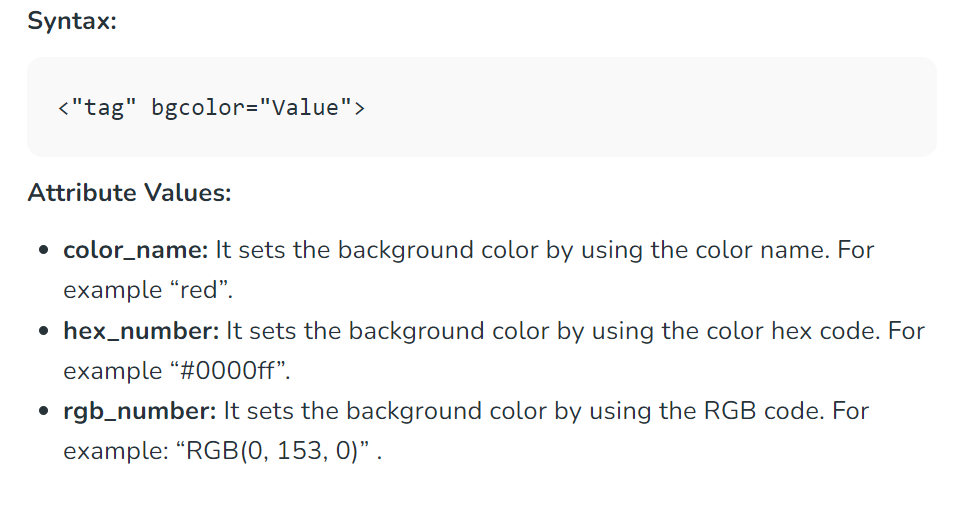 Syntax:
<"tag" bgcolor="Value">
Attribute Values:
• color_name: It sets the background color by using the color name. For
example “red”.
• hex_number: It sets the background color by using the color hex code. For
example “#0000ff”.
• rgb_number: It sets the background color by using the RGB code. For
example: “RGB(0, 153, 0)” .